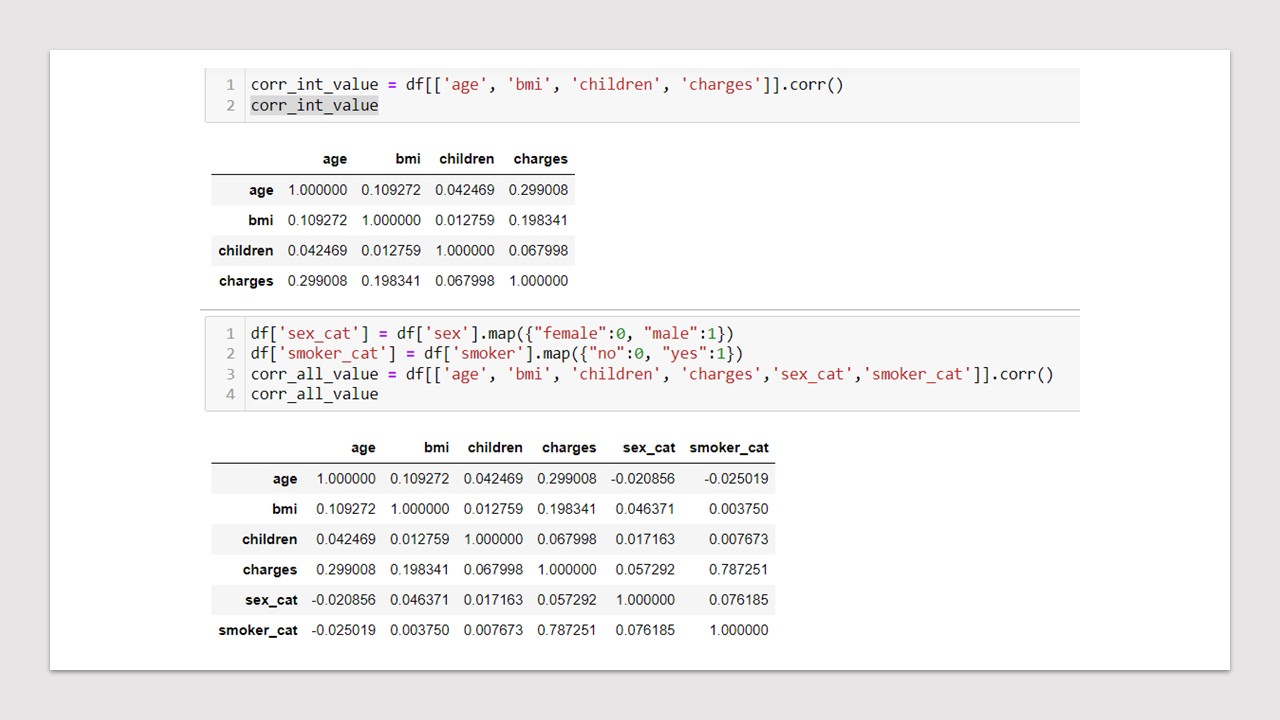 1 corr_int_value = df[['age', 'bmi', 'children', 'charges']].corr()
2 corr_int_value
age bmi children charges
age 1.000000 0.109272 0.042469 0.299008
bmi 0.109272 1.000000 0.012759 0.198341
children 0.042469 0.012759 1.000000 0.067998
charges 0.299008 0.198341 0.067998 1.000000
1 df['sex_cat'] = df['sex'].map({"female":0, "male":1})
2 df['smoker_cat'] = df['smoker'].map({"no":0, "yes":1})
3 corr_all_value = df[['age', 'bmi', 'children', 'charges','sex_cat','smoker_cat']].corr()
4 corr_all_value
age bmi children charges sex_cat smoker_cat
age 1.000000 0.109272 0.042469 0.299008 -0.020856 -0.025019
bmi 0.109272 1.000000 0.012759 0.198341 0.046371 0.003750
children 0.042469 0.012759 1.000000 0.067998 0.017163 0.007673
charges 0.299008 0.198341 0.067998 1.000000 0.057292 0.787251
sex_cat -0.020856 0.046371 0.017163 0.057292 1.000000 0.076185
smoker_cat -0.025019 0.003750 0.007673 0.787251 0.076185 1.000000